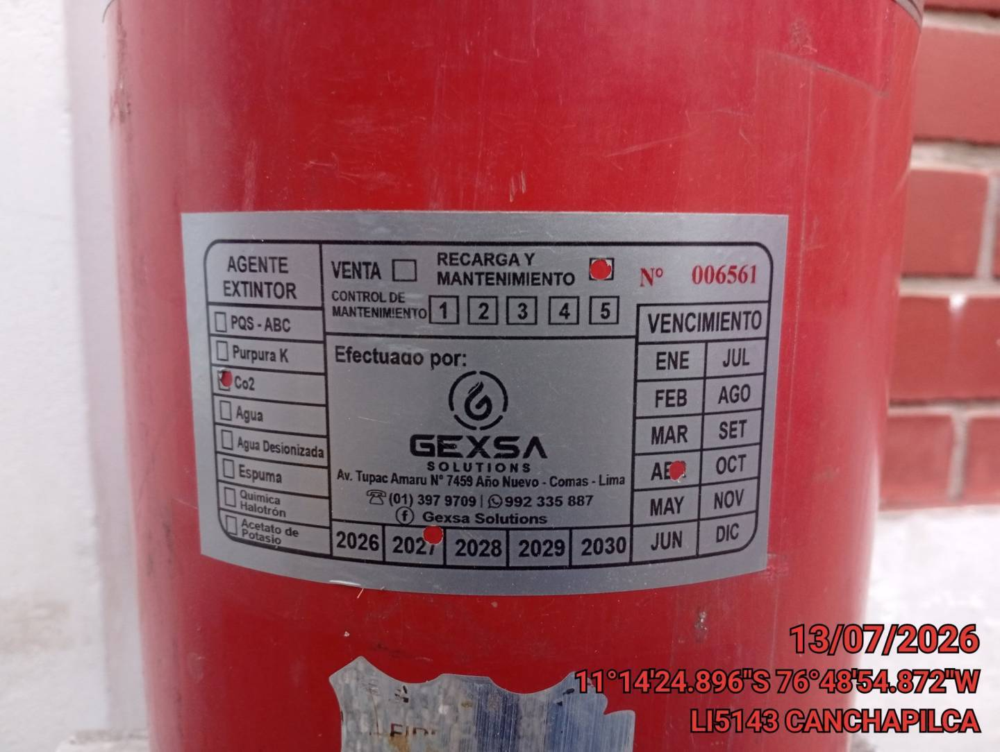 AGENTE
EXTINTOR
PQS - ABC
Purpura K
Co2
Agua
Agua Desionizada
Espuma
Quimica
Halotrón
Acetato de
Potasio
VENTA
RECARGA Y
MANTENIMIENTO
Nº 006561
CONTROL DE
MANTENIMIENTO 1 2 3 4 5
Efectuado por:
GEXSA
SOLUTIONS
Av. Tupac Amaru N° 7459 Año Nuevo - Comas - Lima
(01) 397 9709 | 992 335 887
Gexsa Solutions
2026 2027 2028 2029 2030
VENCIMIENTO
ENE JUL
FEB AGO
MAR SET
OCT
MAY NOV
JUN DIC
13/07/2026
11°14'24.896"S 76°48'54.872"W
LI5143 CANCHAPILCA